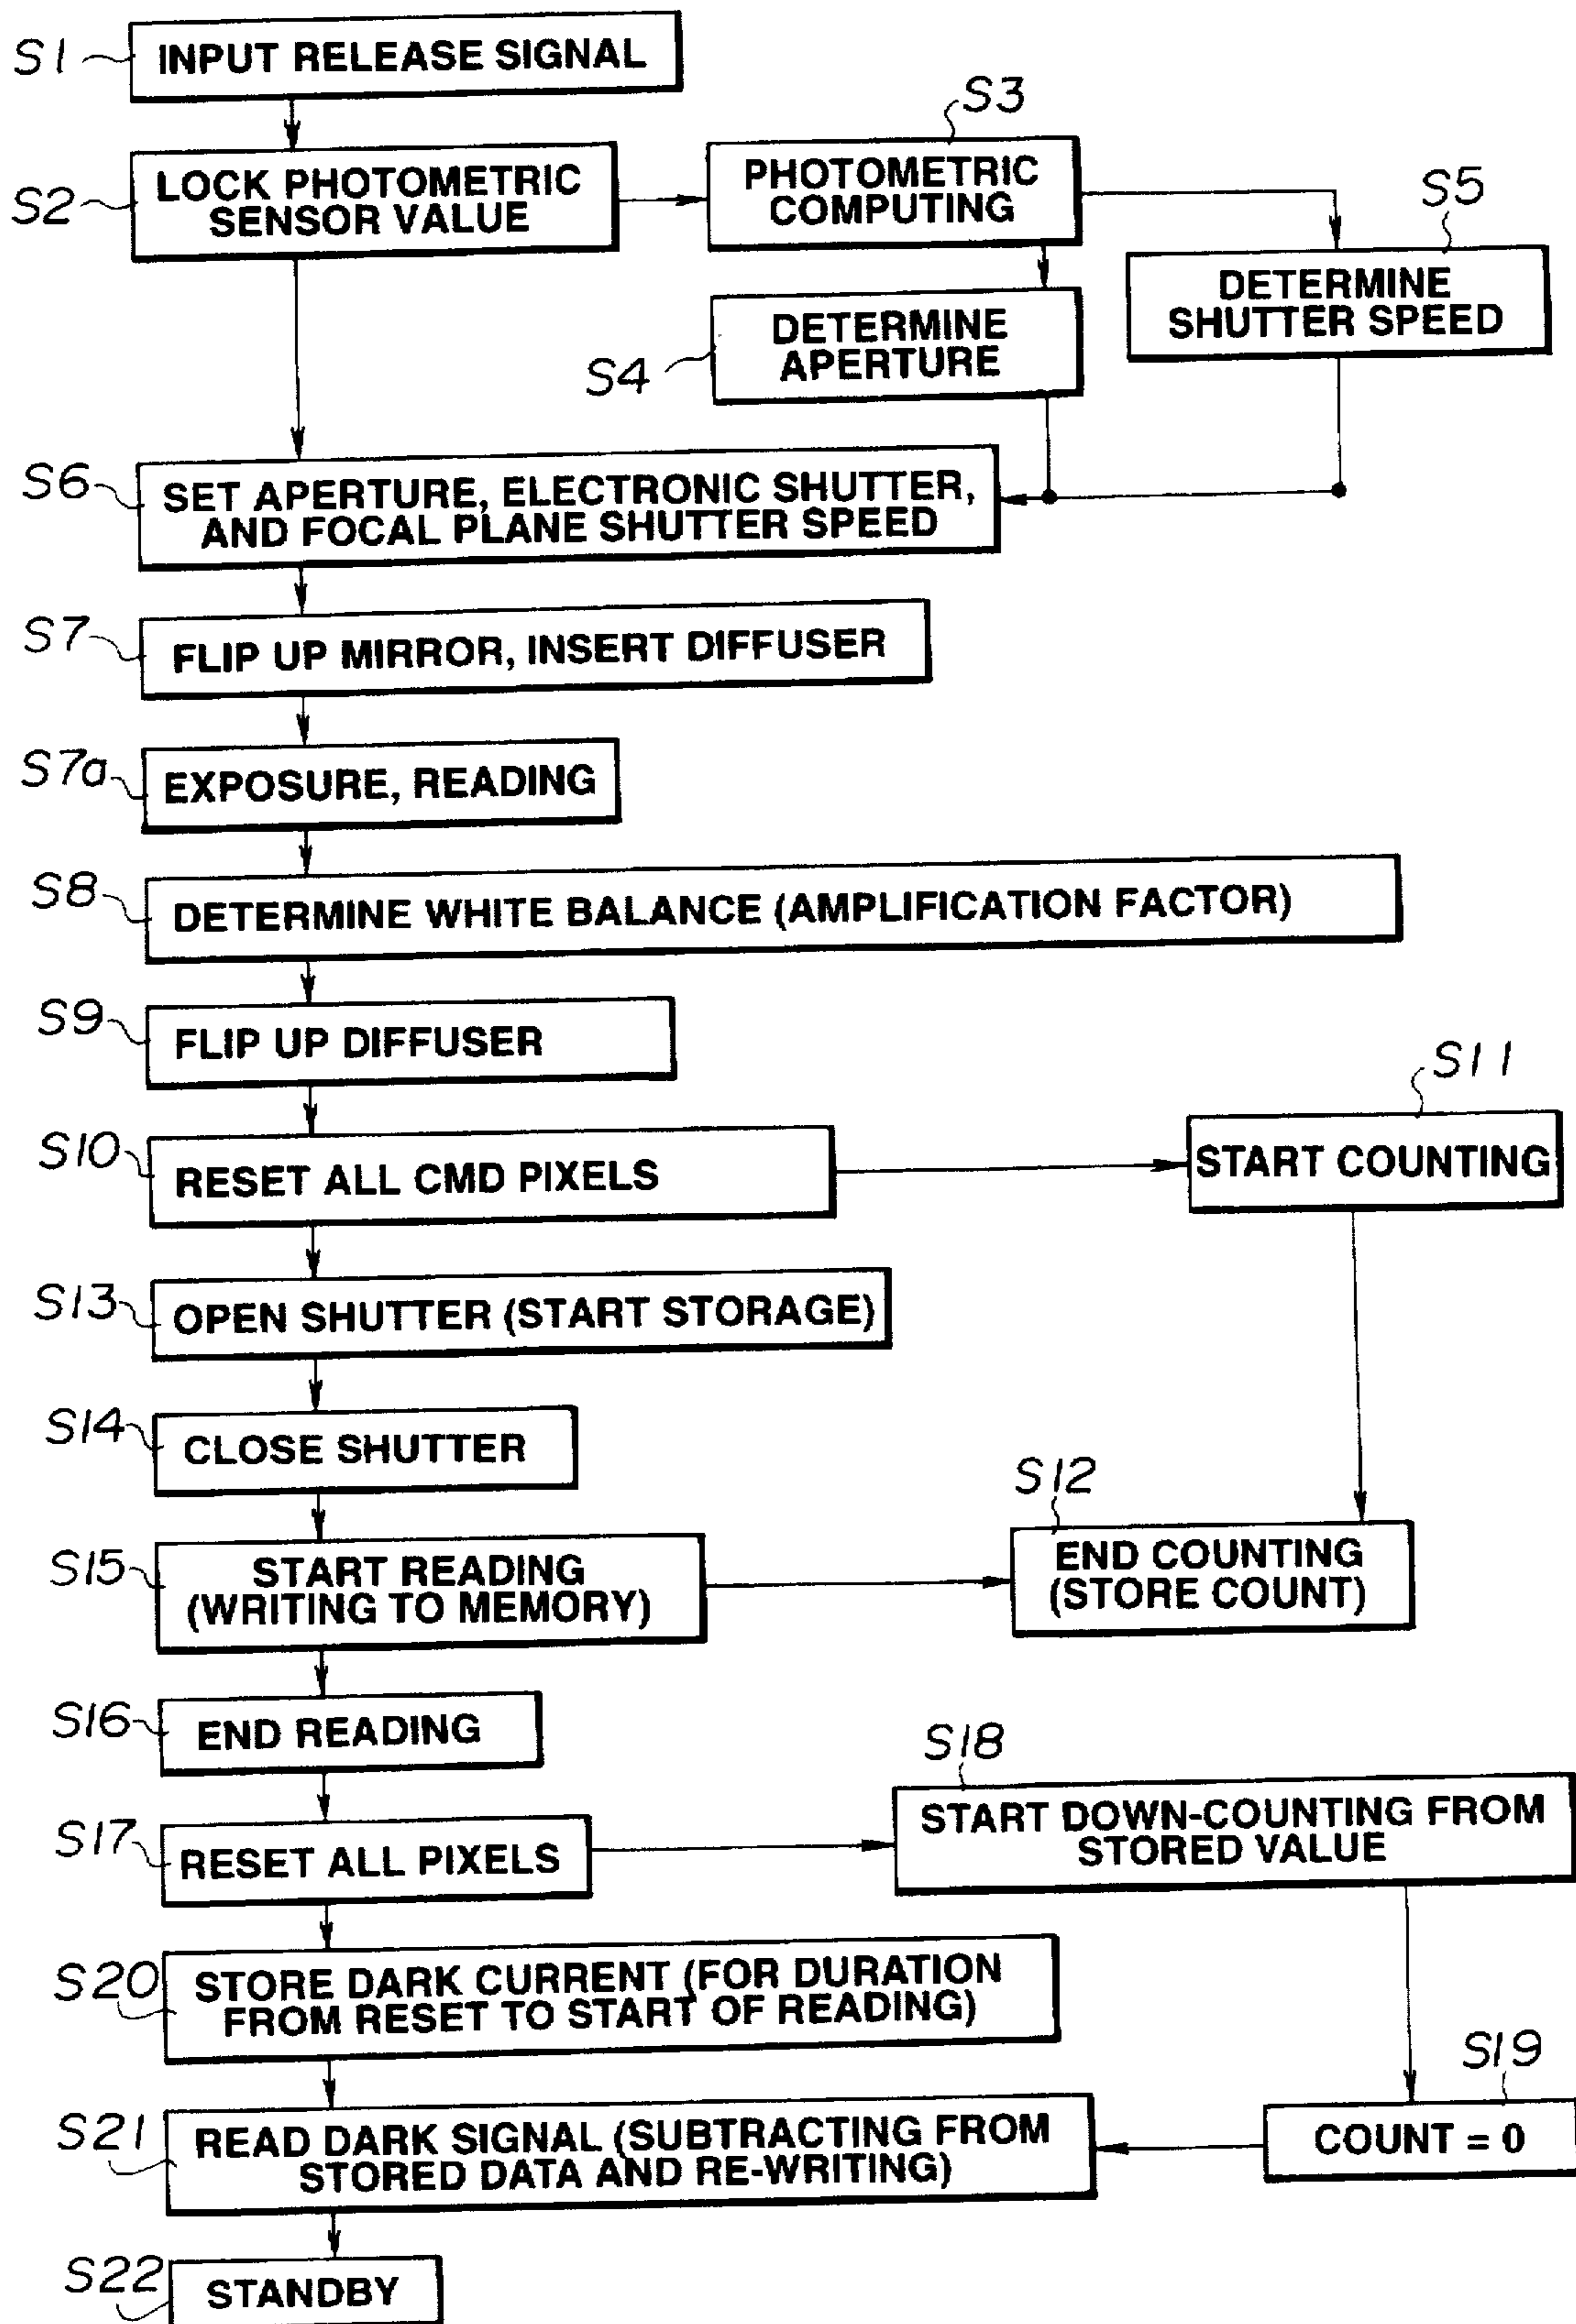 S1
INPUT RELEASE SIGNAL
S2
LOCK PHOTOMETRIC
SENSOR VALUE
S3
PHOTOMETRIC
COMPUTING
S4
DETERMINE
APERTURE
S5
DETERMINE
SHUTTER SPEED
S6
SET APERTURE, ELECTRONIC SHUTTER,
AND FOCAL PLANE SHUTTER SPEED
S7
FLIP UP MIRROR, INSERT DIFFUSER
S7a
EXPOSURE, READING
S8
DETERMINE WHITE BALANCE (AMPLIFICATION FACTOR)
S9
FLIP UP DIFFUSER
S10
RESET ALL CMD PIXELS
S11
START COUNTING
S13
OPEN SHUTTER (START STORAGE)
S14
CLOSE SHUTTER
S15
START READING
(WRITING TO MEMORY)
S12
END COUNTING
(STORE COUNT)
S16
END READING
S17
RESET ALL PIXELS
S18
START DOWN-COUNTING FROM
STORED VALUE
S20
STORE DARK CURRENT (FOR DURATION
FROM RESET TO START OF READING)
S19
COUNT = 0
S21
READ DARK SIGNAL (SUBTRACTING FROM
STORED DATA AND RE-WRITING)
S22
STANDBY